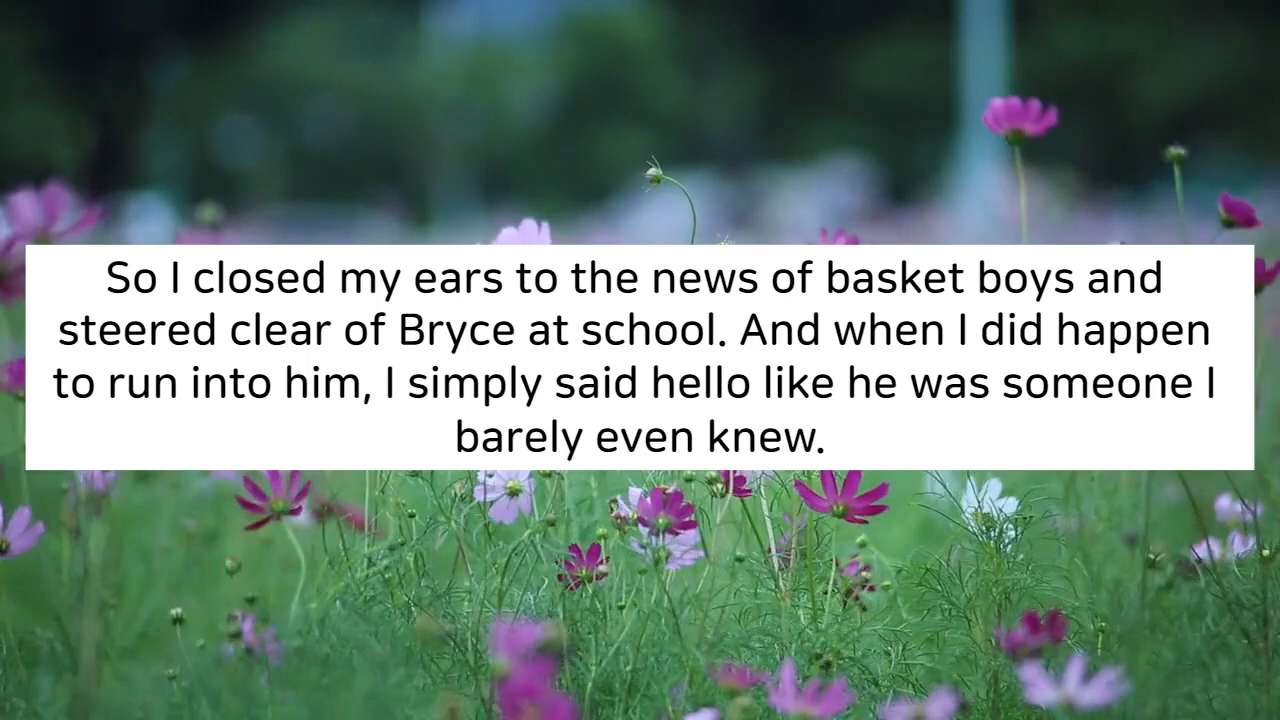 So I closed my ears to the news of basket boys and
steered clear of Bryce at school. And when I did happen
to run into him, I simply said hello like he was someone I
barely even knew.